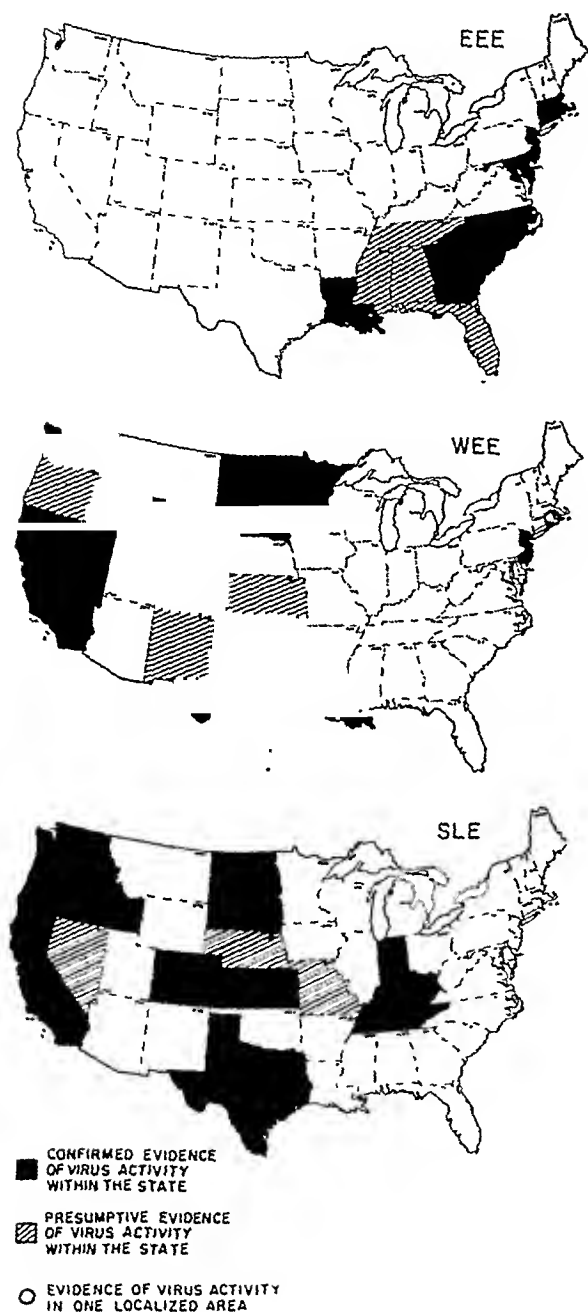 EEE
WEE
SLE
CONFIRMED EVIDENCE
OF VIRUS ACTIVITY
WITHIN THE STATE
PRESUMPTIVE EVIDENCE
OF VIRUS ACTIVITY
WITHIN THE STATE
EVIDENCE OF VIRUS ACTIVITY
IN ONE LOCALIZED AREA